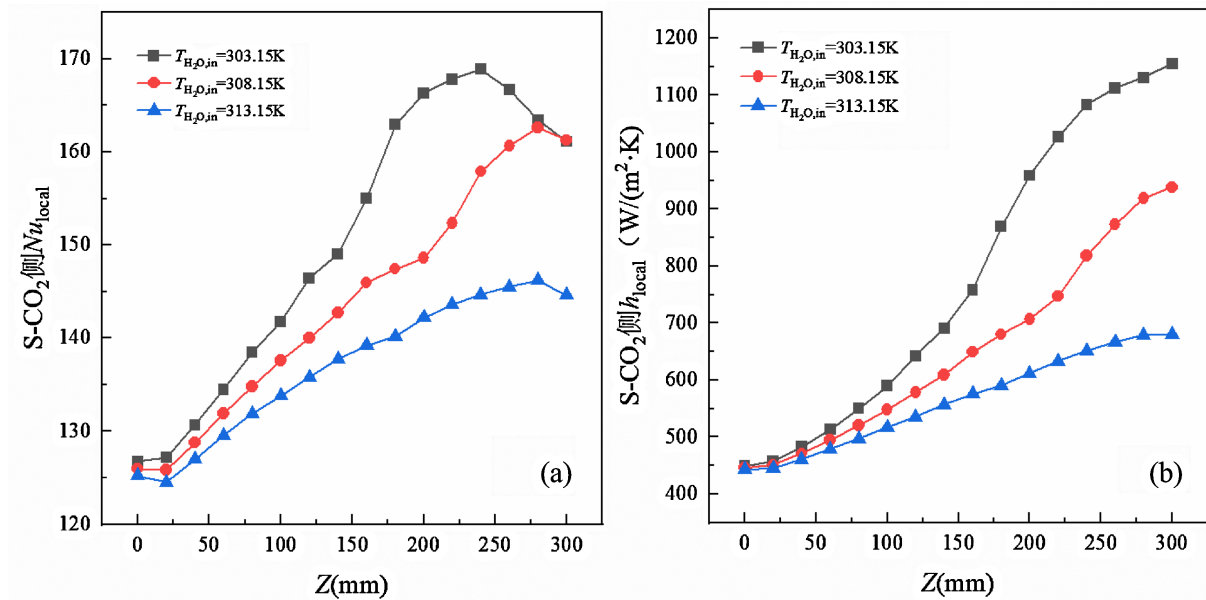 T_H₂O,in=303.15K
T_H₂O,in=308.15K
T_H₂O,in=313.15K
170
160
150
140
130
120
S-CO₂侧Nu_local
0 50 100 150 200 250 300
Z(mm)
(a)
T_H₂O,in=303.15K
T_H₂O,in=308.15K
T_H₂O,in=313.15K
1200
1100
1000
900
800
700
600
500
400
S-CO₂侧h_local（W/(m²·K)
0 50 100 150 200 250 300
Z(mm)
(b)